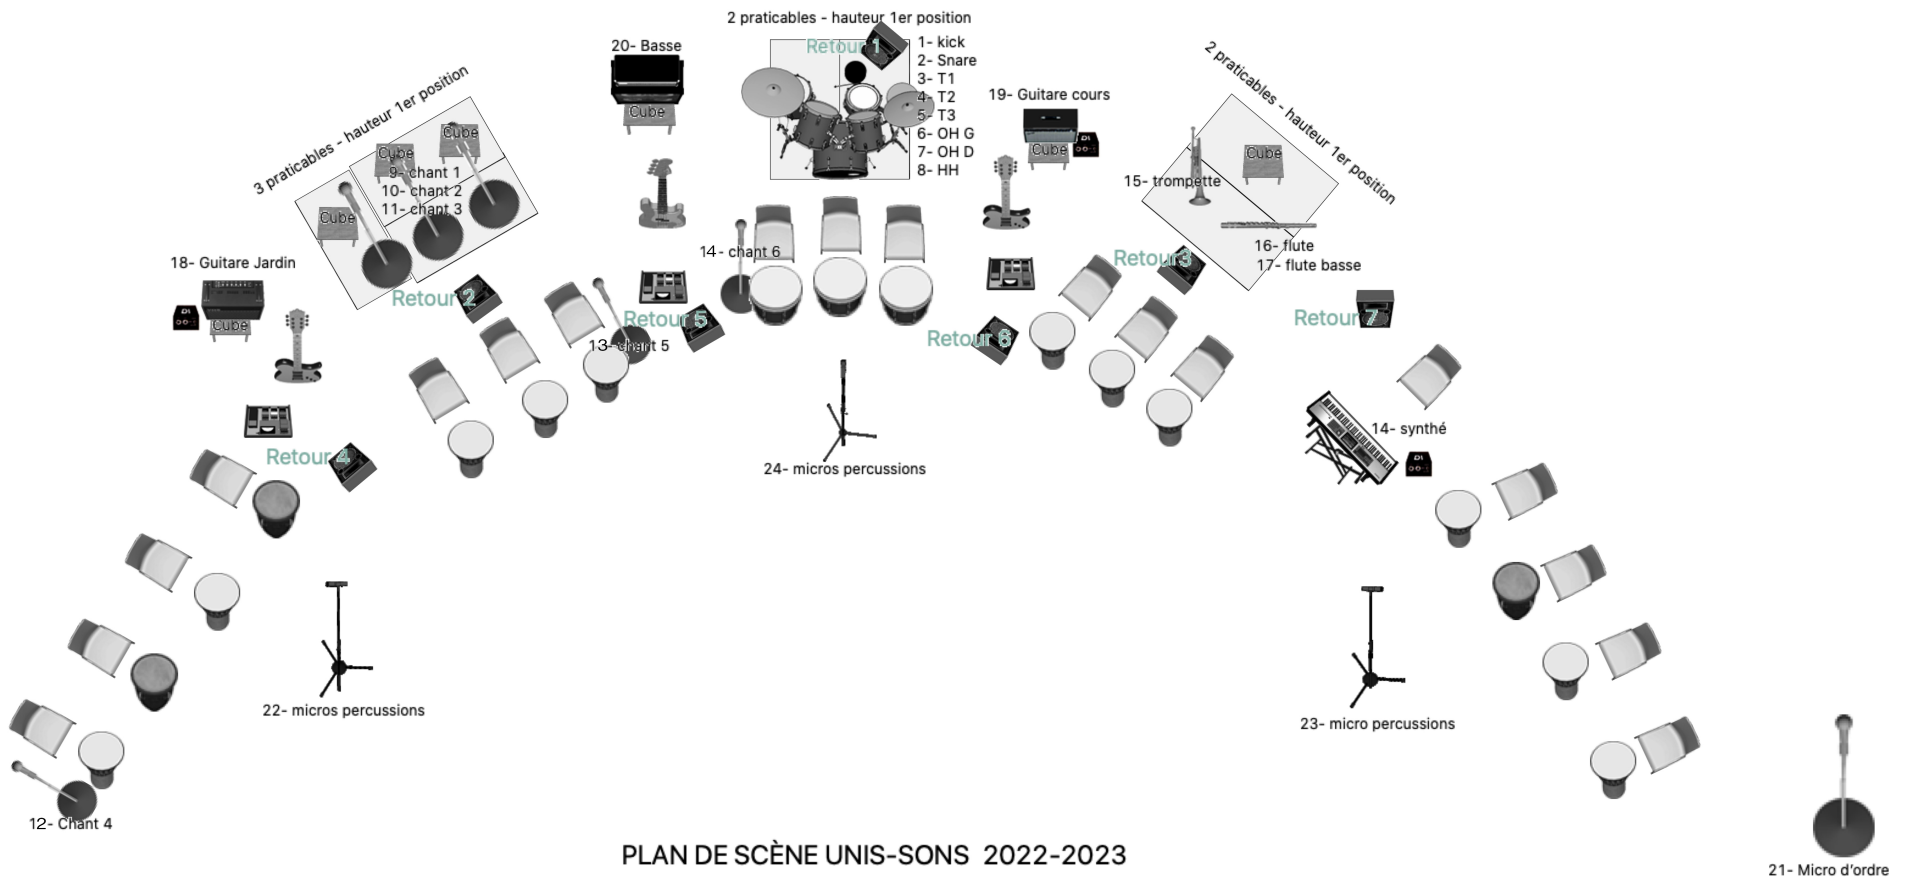 2 praticables - hauteur 1er position
Retour 1
1- kick
2- Snare
3- T1
4- T2
5- T3
6- OH G
7- OH D
8- HH
20- Basse
Cube
19- Guitare cours
Cube
DI
2 praticables - hauteur 1er position
Cube
15- trompette
16- flute
17- flute basse
3 praticables - hauteur 1er position
Cube
Cube
Cube
9- chant 1
10- chant 2
11- chant 3
18- Guitare Jardin
DI
Cube
Retour 2
14- chant 6
Retour 3
Retour 5
13- chant 5
Retour 6
Retour 7
Retour 4
14- synthé
DI
24- micros percussions
22- micros percussions
23- micro percussions
12- Chant 4
PLAN DE SCÈNE UNIS-SONS 2022-2023
21- Micro d'ordre